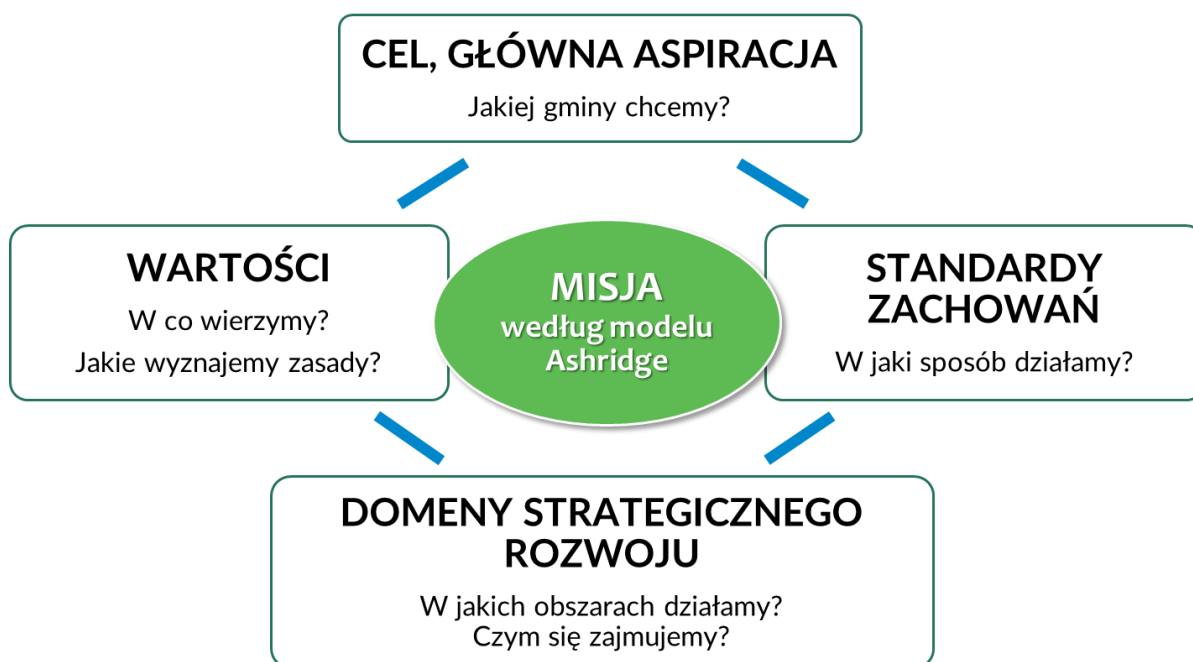 CEL, GŁÓWNA ASPIRACJA
Jakiej gminy chcemy?
WARTOŚCI
W co wierzymy?
Jakie wyznajemy zasady?
MISJA
według modelu
Ashridge
STANDARDY
ZACHOWAŃ
W jaki sposób działamy?
DOMENY STRATEGICZNEGO
ROZWOJU
W jakich obszarach działamy?
Czym się zajmujemy?